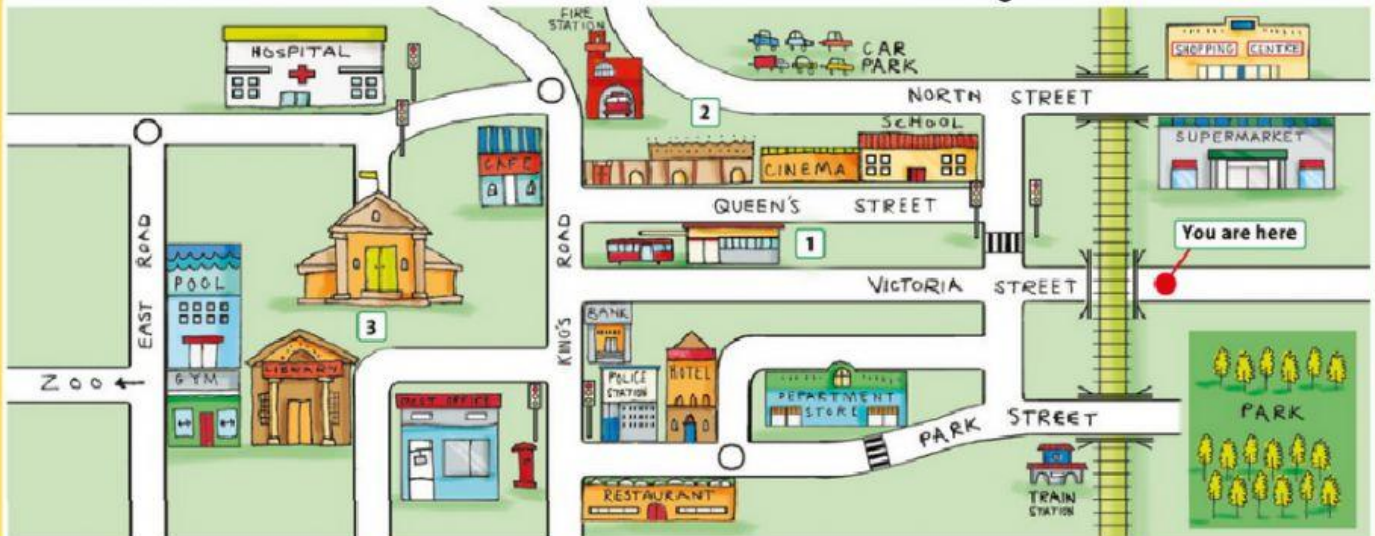 FIRE
STATION
HOSPITAL
CAR
PARK
SHOPPING CENTRE
NORTH STREET
2
SCHOOL
SUPERMARKET
CAFE
CINEMA
QUEEN'S STREET
1
You are here
EAST ROAD
POOL
KING'S ROAD
VICTORIA STREET
3
BANK
ZOO
GYM
LIBRARY
POLICE
STATION
HOTEL
DEPARTMENT
STORE
POST OFFICE
PARK STREET
PARK
RESTAURANT
TRAIN
STATION